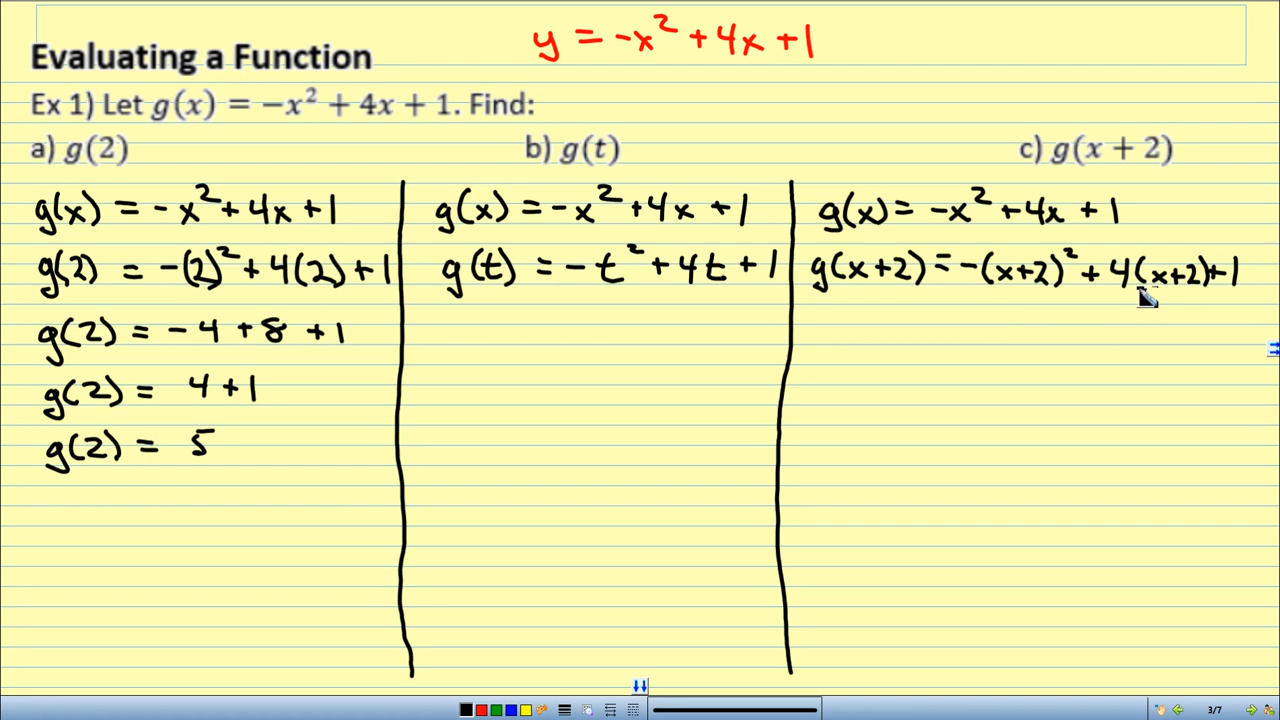 y = -x² + 4x + 1
Evaluating a Function
Ex 1) Let g(x) = −x² + 4x + 1. Find:
a) g(2)
b) g(t)
c) g(x + 2)
g(x) = -x² + 4x + 1
g(2) = -(2)² + 4(2) + 1
g(2) = -4 + 8 + 1
g(2) = 4 + 1
g(2) = 5
g(x) = -x² + 4x + 1
g(t) = -t² + 4t + 1
g(x) = -x² + 4x + 1
g(x+2) = -(x+2)² + 4(x+2) + 1
3/7